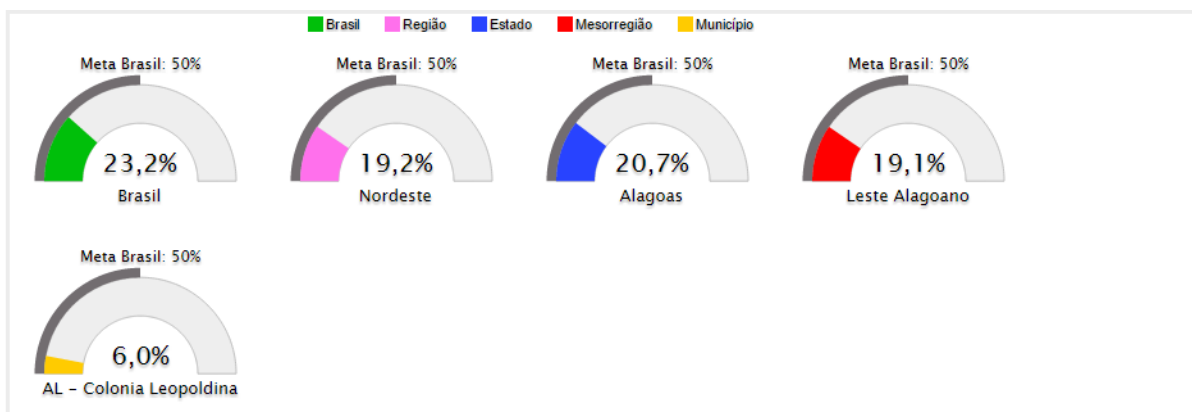 Brasil Região Estado Mesorregião Município
Meta Brasil: 50% Meta Brasil: 50% Meta Brasil: 50% Meta Brasil: 50%
23,2% 19,2% 20,7% 19,1%
Brasil Nordeste Alagoas Leste Alagoano
Meta Brasil: 50%
6,0%
AL – Colonia Leopoldina